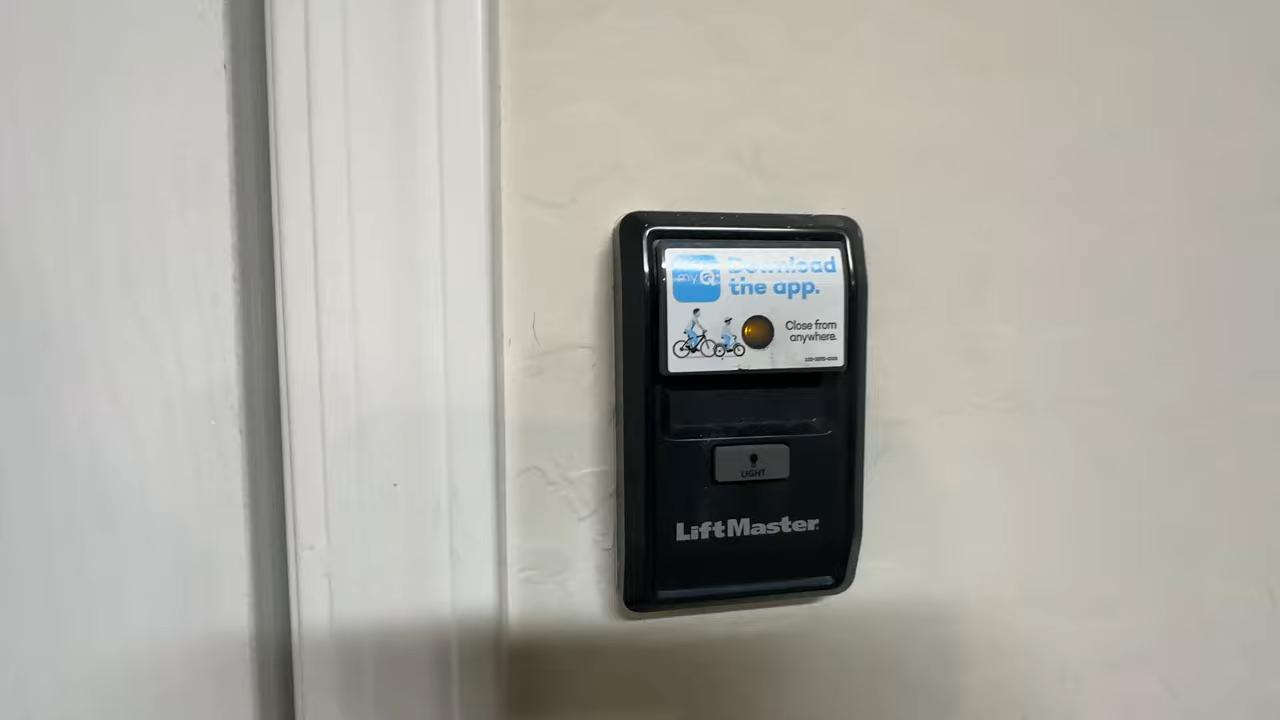 myQ
Download
the app.
Close from
anywhere.
LIGHT
LiftMaster